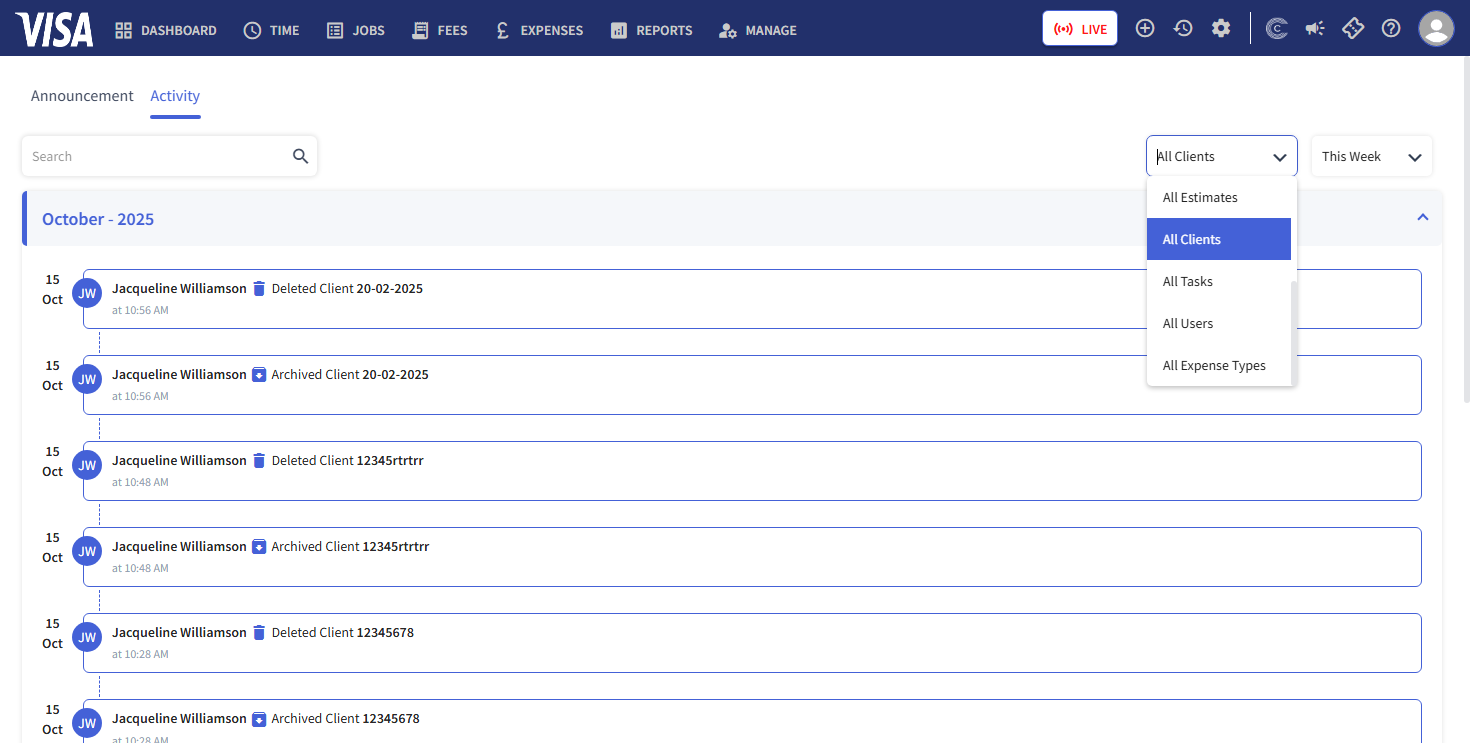 VISA DASHBOARD TIME JOBS FEES EXPENSES REPORTS MANAGE LIVE
Announcement Activity
Search All Clients This Week
All Estimates
All Clients
All Tasks
All Users
All Expense Types
October - 2025
15 Oct JW Jacqueline Williamson Deleted Client 20-02-2025
at 10:56 AM
15 Oct JW Jacqueline Williamson Archived Client 20-02-2025
at 10:56 AM
15 Oct JW Jacqueline Williamson Deleted Client 12345rtrtrr
at 10:48 AM
15 Oct JW Jacqueline Williamson Archived Client 12345rtrtrr
at 10:48 AM
15 Oct JW Jacqueline Williamson Deleted Client 12345678
at 10:28 AM
15 Oct JW Jacqueline Williamson Archived Client 12345678
at 10:28 AM